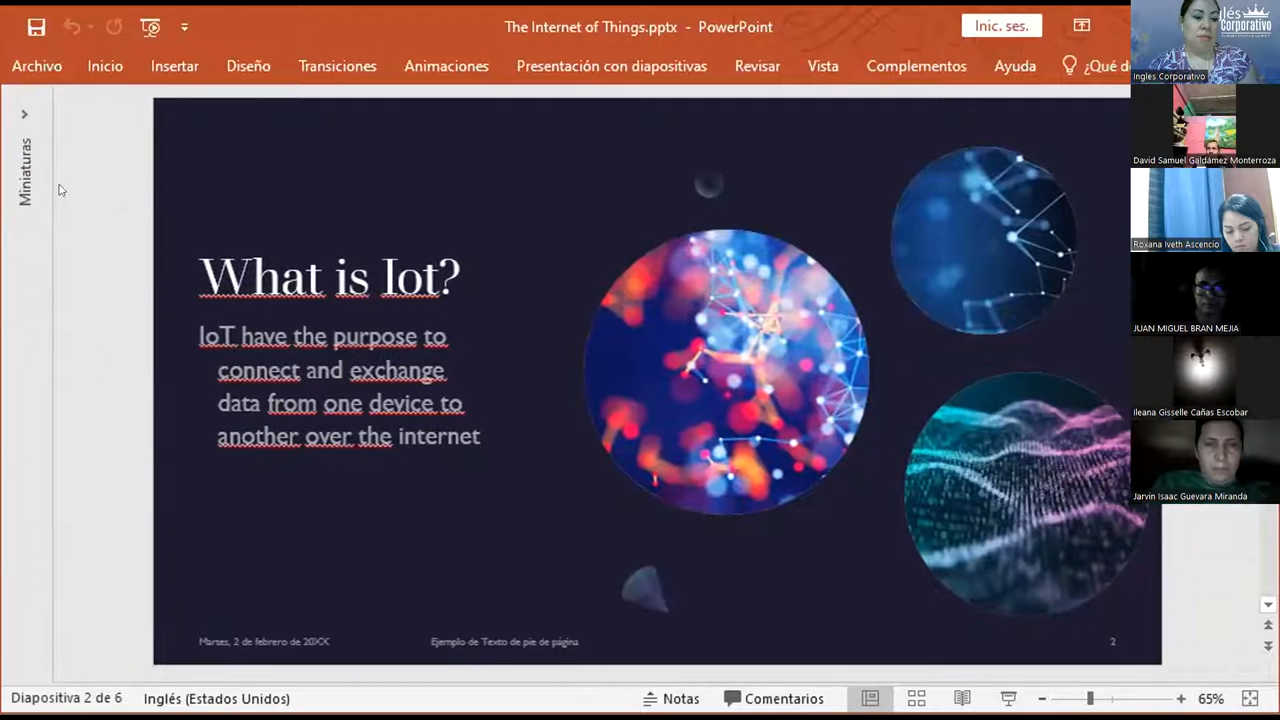 The Internet of Things.pptx - PowerPoint
Inic. ses.
Archivo Inicio Insertar Diseño Transiciones Animaciones Presentación con diapositivas Revisar Vista Complementos Ayuda ¿Qué de
Miniaturas
What is Iot?
IoT have the purpose to
connect and exchange
data from one device to
another over the internet
Martes, 2 de febrero de 20XX
Ejemplo de Texto de pie de página
2
Diapositiva 2 de 6
Inglés (Estados Unidos)
Notas
Comentarios
65%
lés
Corporativo
Ingles Corporativo
David Samuel Galdámez Monterroza
Roxana Iveth Ascencio
JUAN MIGUEL BRAN MEJIA
Ileana Gisselle Cañas Escobar
Jarvin Isaac Guevara Miranda